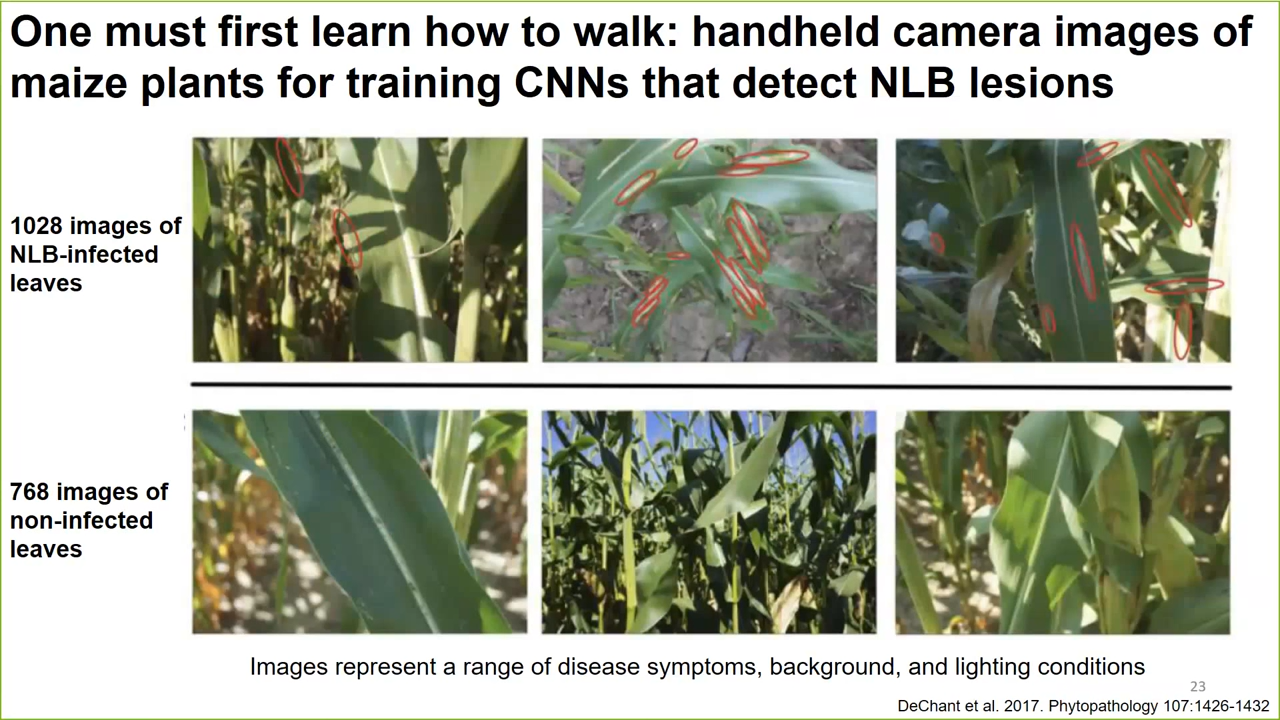 One must first learn how to walk: handheld camera images of
maize plants for training CNNs that detect NLB lesions
1028 images of
NLB-infected
leaves
768 images of
non-infected
leaves
Images represent a range of disease symptoms, background, and lighting conditions
23
DeChant et al. 2017. Phytopathology 107:1426-1432